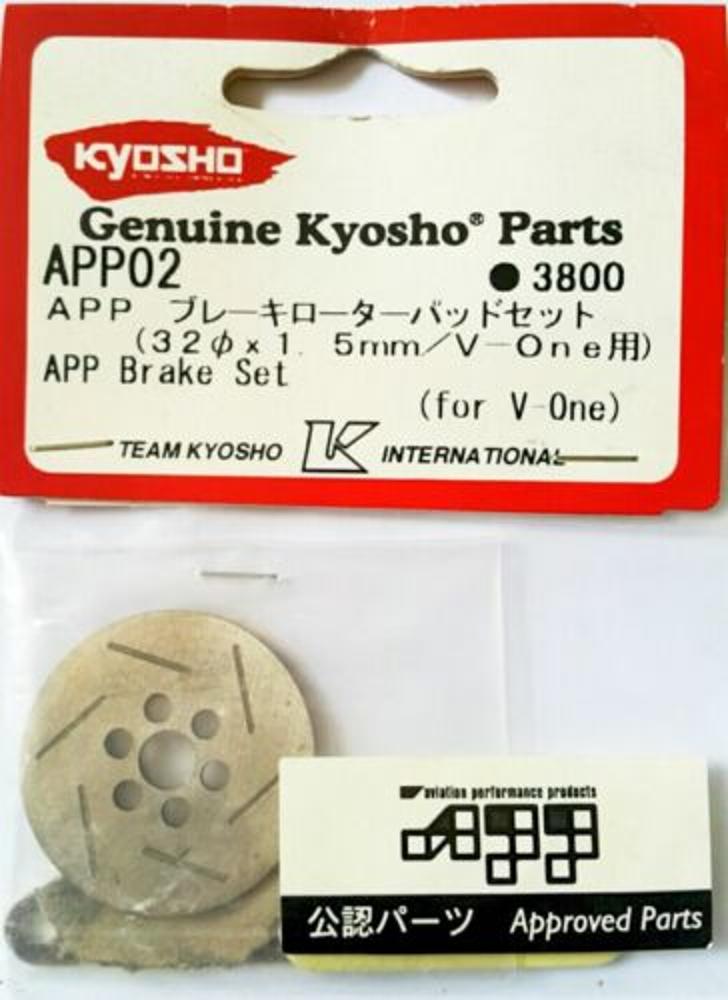 KYOSHO
Genuine Kyosho® Parts
APP02 ● 3800
APP ブレーキローターパッドセット
(32φ×1.5mm/V-One用)
APP Brake Set
(for V-One)
TEAM KYOSHO K INTERNATIONAL
aviation performance products
APP
公認パーツ Approved Parts